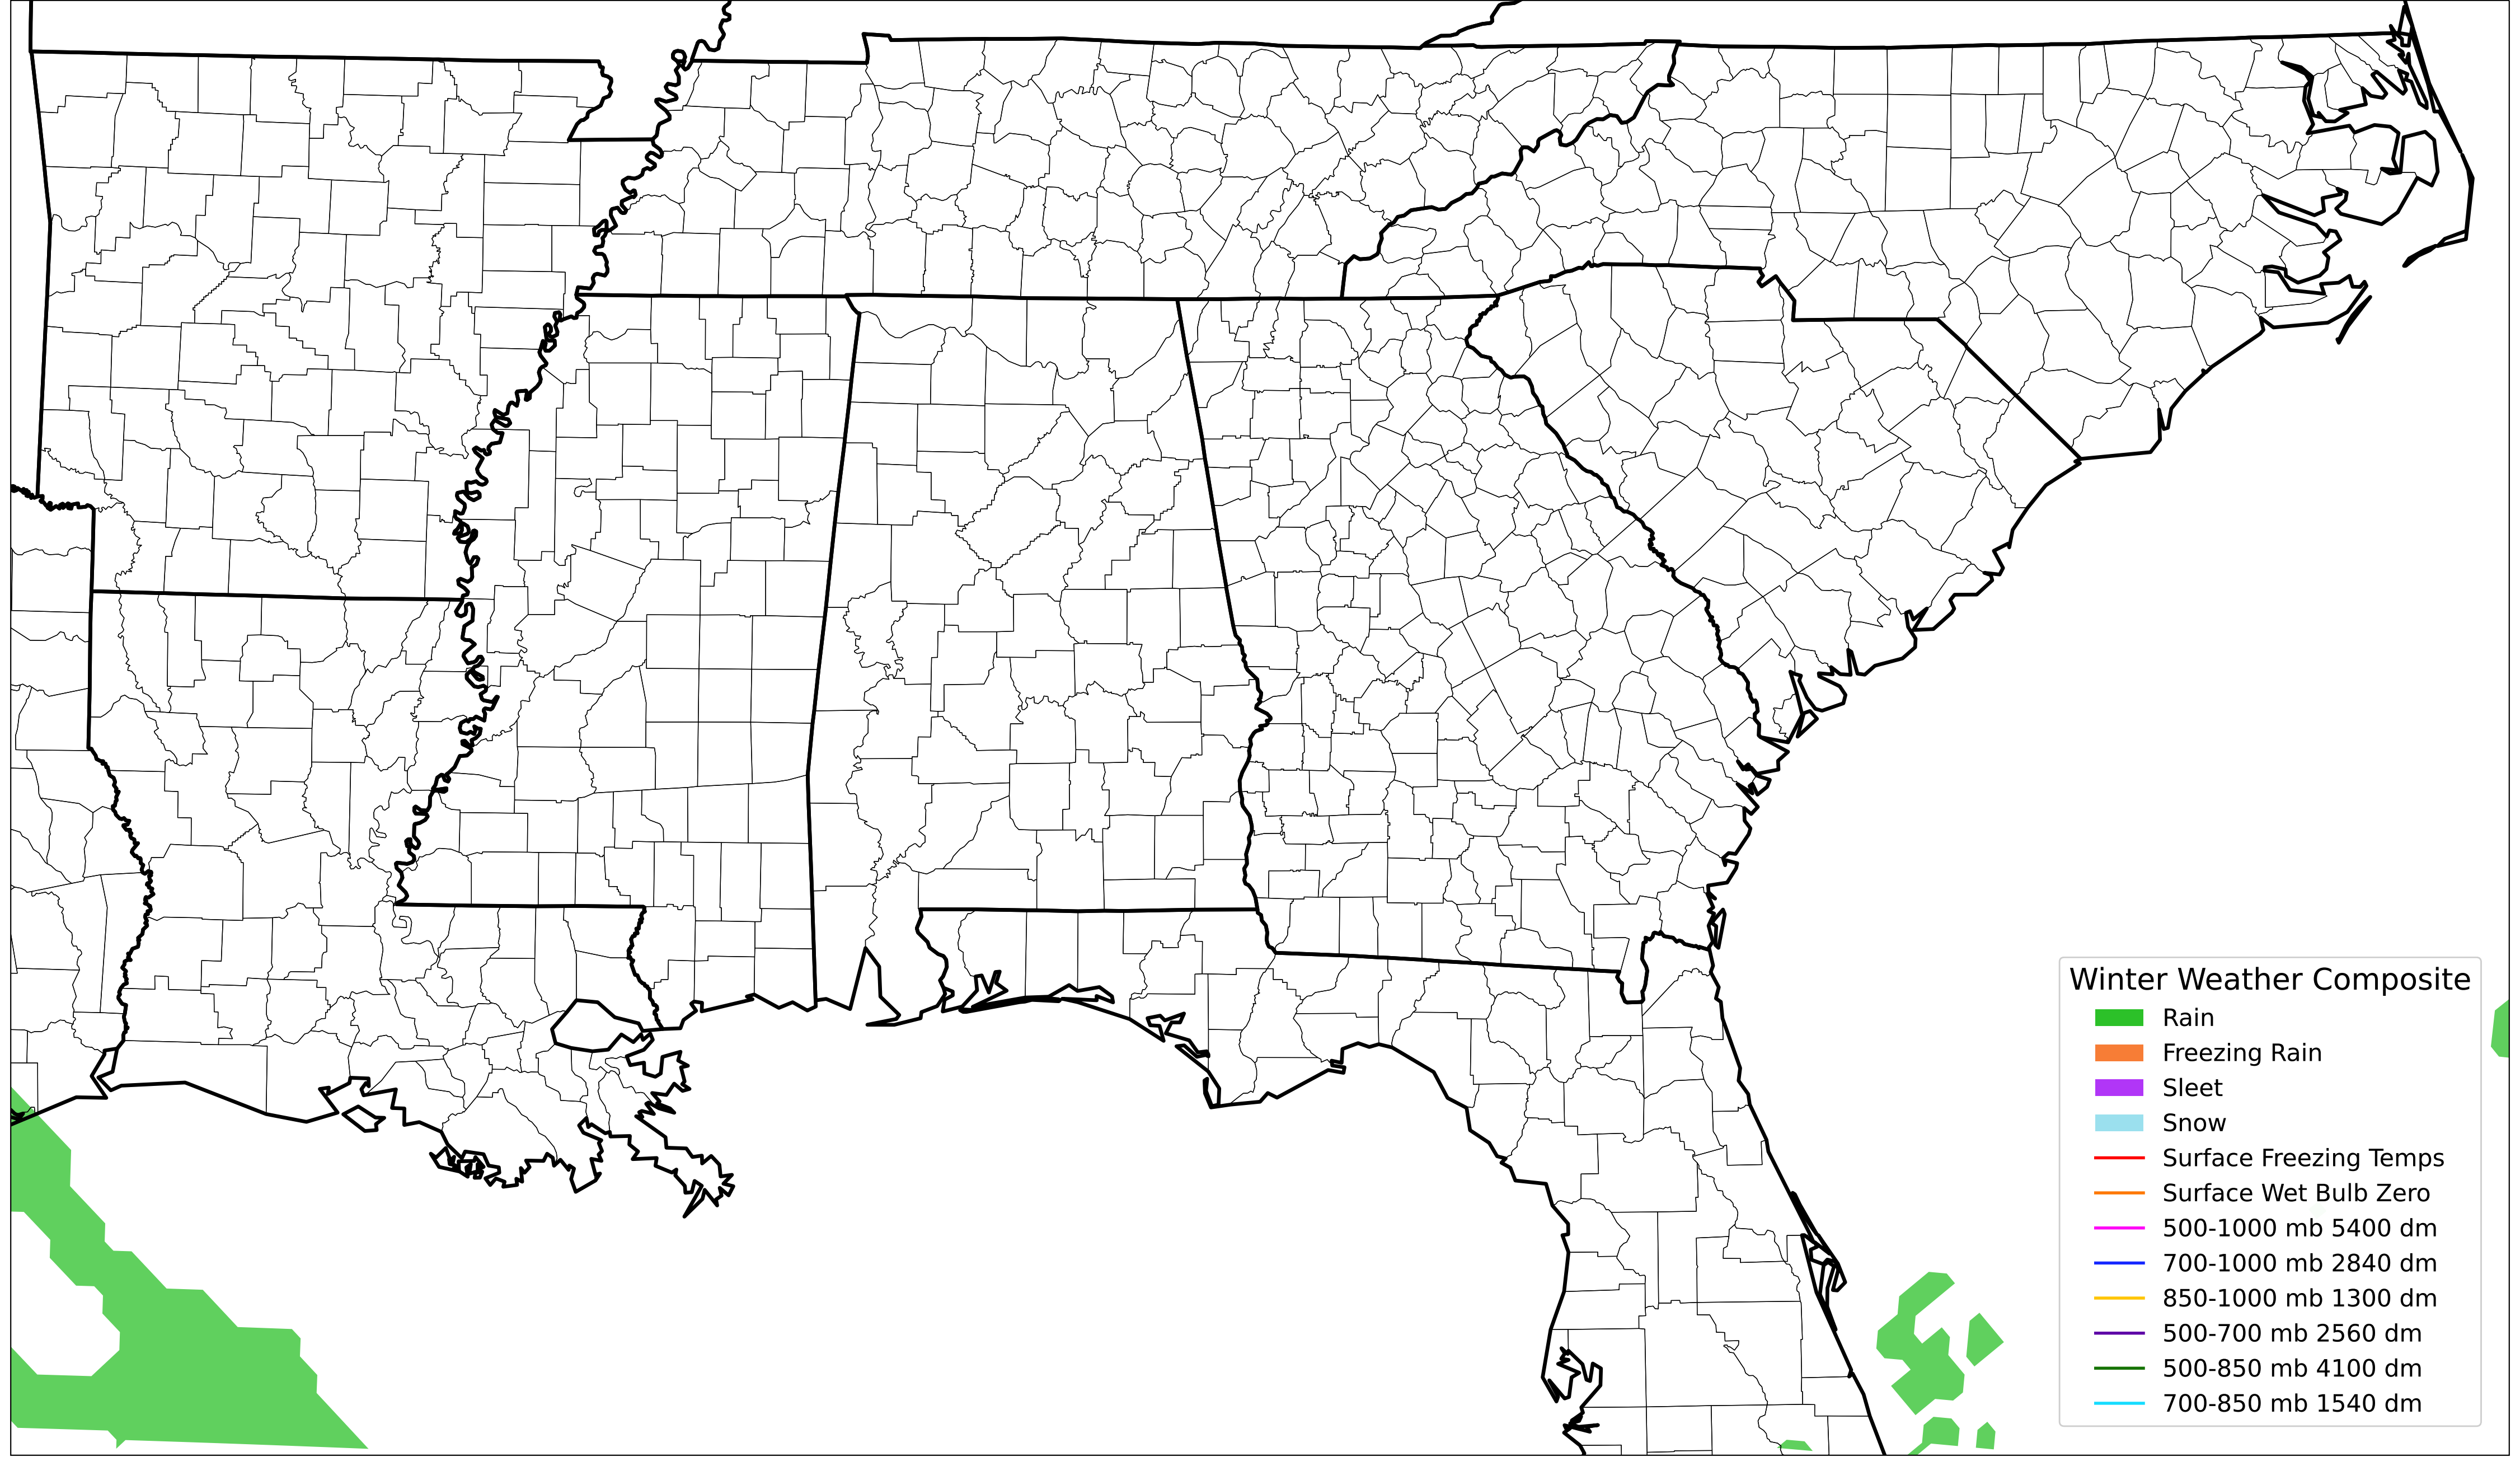 Winter Weather Composite
Rain
Freezing Rain
Sleet
Snow
Surface Freezing Temps
Surface Wet Bulb Zero
500-1000 mb 5400 dm
700-1000 mb 2840 dm
850-1000 mb 1300 dm
500-700 mb 2560 dm
500-850 mb 4100 dm
700-850 mb 1540 dm